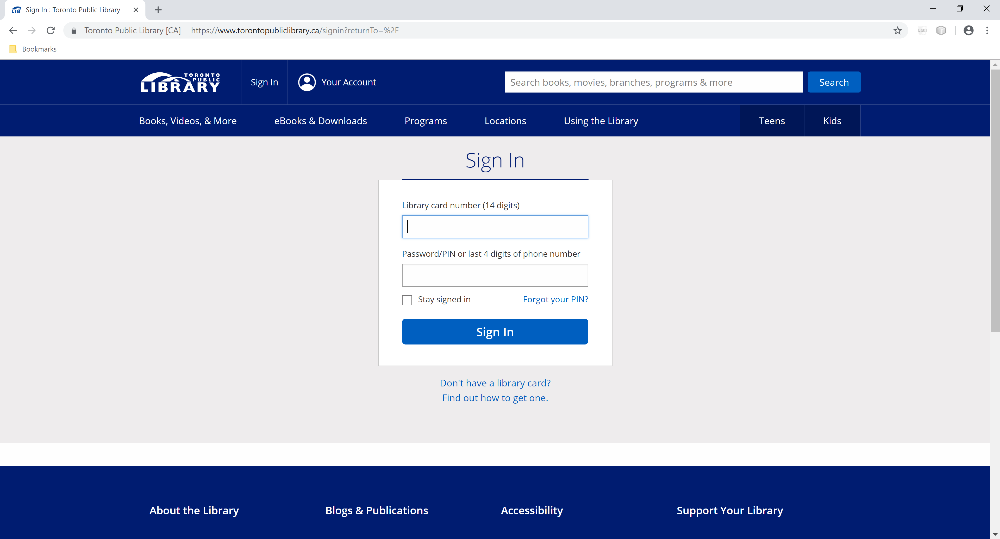 LIB Sign In : Toronto Public Library
Toronto Public Library [CA] https://www.torontopubliclibrary.ca/signin?returnTo=%2F
Bookmarks
TORONTO
PUBLIC
LIBRARY
Sign In
Your Account
Search books, movies, branches, programs & more
Search
Books, Videos, & More
eBooks & Downloads
Programs
Locations
Using the Library
Teens
Kids
Sign In
Library card number (14 digits)
Password/PIN or last 4 digits of phone number
Stay signed in
Forgot your PIN?
Sign In
Don't have a library card?
Find out how to get one.
About the Library
Blogs & Publications
Accessibility
Support Your Library